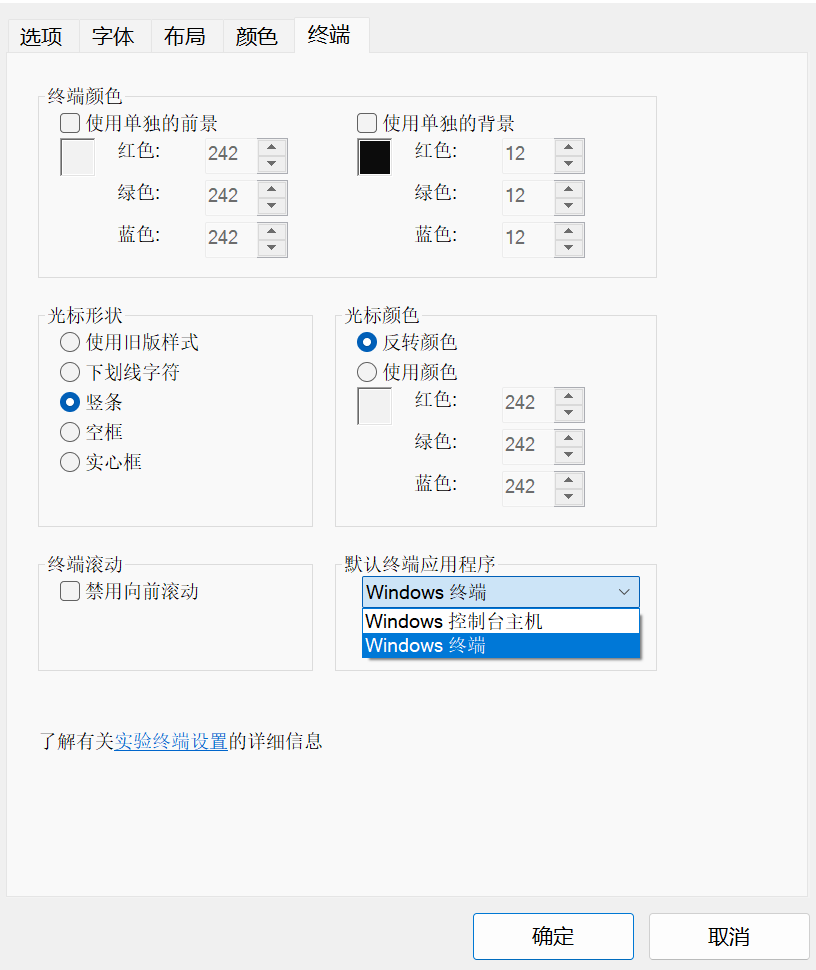 选项 字体 布局 颜色 终端
终端颜色
使用单独的前景 使用单独的背景
红色: 242 红色: 12
绿色: 242 绿色: 12
蓝色: 242 蓝色: 12
光标形状
使用旧版样式
下划线字符
竖条
空框
实心框
光标颜色
反转颜色
使用颜色
红色: 242
绿色: 242
蓝色: 242
终端滚动
禁用向前滚动
默认终端应用程序
Windows 终端
Windows 控制台主机
Windows 终端
了解有关实验终端设置的详细信息
确定 取消